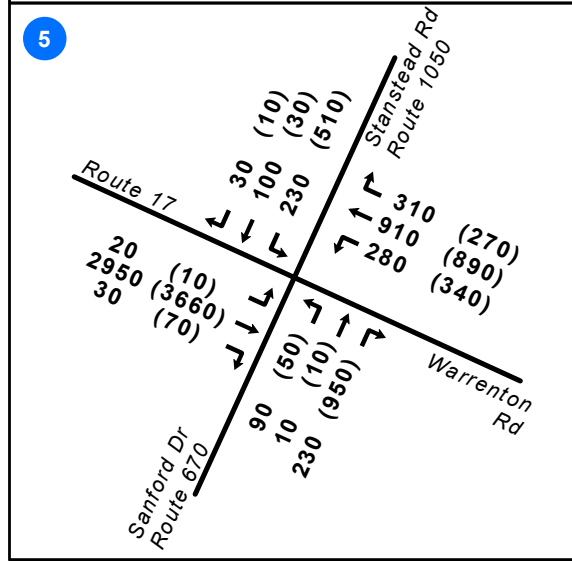 5
Stanstead Rd
Route 1050
(10)
(30)
(510)
30
100
230
Route 17
310 (270)
910 (890)
280 (340)
20 (10)
2950 (3660)
30 (70)
(50)
(10)
(950)
90
10
230
Warrenton
Rd
Sanford Dr
Route 670